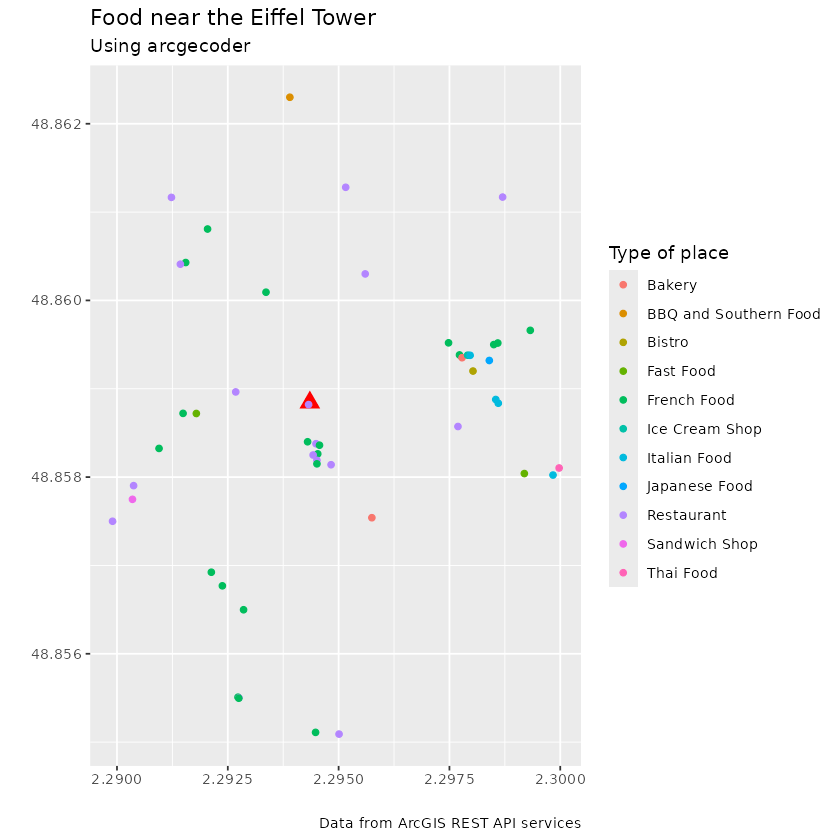 Food near the Eiffel Tower
Using arcgecoder
48.862
48.860
48.858
48.856
2.2900
2.2925
2.2950
2.2975
2.3000
Type of place
Bakery
BBQ and Southern Food
Bistro
Fast Food
French Food
Ice Cream Shop
Italian Food
Japanese Food
Restaurant
Sandwich Shop
Thai Food
Data from ArcGIS REST API services